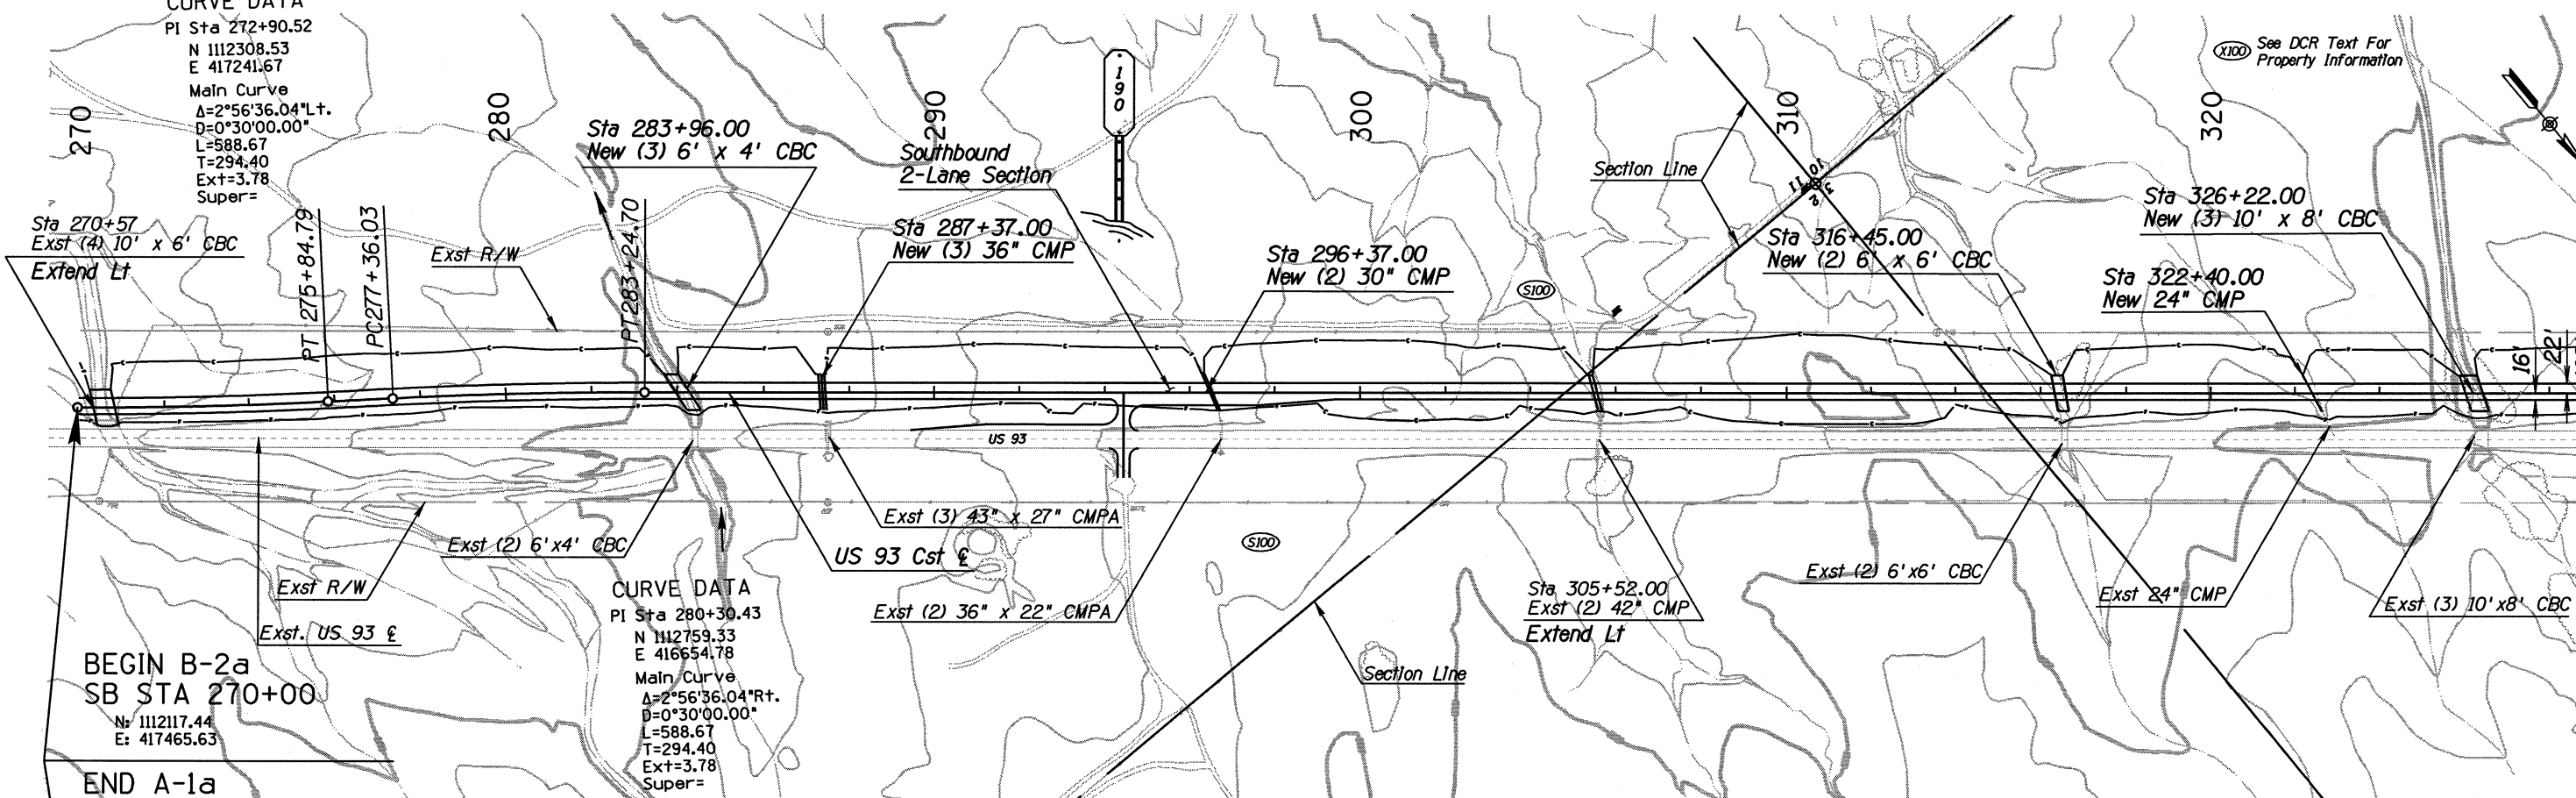 CURVE DATA
PI Sta 272+90.52
N 1112308.53
E 417241.67
Main Curve
Δ=2°56'36.04"Lt.
D=0°30'00.00"
L=588.67
T=294.40
Ext=3.78
Super=
270
280
290
300
310
320
190
X100
See DCR Text For
Property Information
Sta 283+96.00
New (3) 6' x 4' CBC
Southbound
2-Lane Section
Section Line
10
11
3
2
Sta 270+57
Exst (4) 10' x 6' CBC
Extend Lt
PT 275+84.79
PC277+36.03
Exst R/W
PT283+24.70
Sta 287+37.00
New (3) 36" CMP
Sta 296+37.00
New (2) 30" CMP
S100
Sta 316+45.00
New (2) 6' x 6' CBC
Sta 326+22.00
New (3) 10' x 8' CBC
Sta 322+40.00
New 24" CMP
16'
22'
US 93
Exst (3) 43" x 27" CMPA
Exst (2) 6'x4' CBC
US 93 Cst ℄
S100
Exst R/W
Exst (2) 36" x 22" CMPA
Exst. US 93 ℄
Sta 305+52.00
Exst (2) 42" CMP
Extend Lt
Exst (2) 6'x6' CBC
Exst 24" CMP
Exst (3) 10'x8' CBC
Section Line
CURVE DATA
PI Sta 280+30.43
N 1112759.33
E 416654.78
Main Curve
Δ=2°56'36.04"Rt.
D=0°30'00.00"
L=588.67
T=294.40
Ext=3.78
Super=
BEGIN B-2a
SB STA 270+00
N: 1112117.44
E: 417465.63
END A-1a